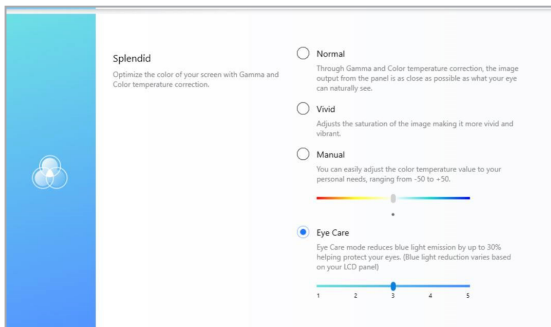 Splendid
Optimize the color of your screen with Gamma and
Color temperature correction.
Normal
Through Gamma and Color temperature correction, the image
output from the panel is as close as possible as what your eye
can naturally see.
Vivid
Adjusts the saturation of the image making it more vivid and
vibrant.
Manual
You can easily adjust the color temperature value to your
personal needs, ranging from -50 to +50.
Eye Care
Eye Care mode reduces blue light emission by up to 30%
helping protect your eyes. (Blue light reduction varies based
on your LCD panel)
1 2 3 4 5